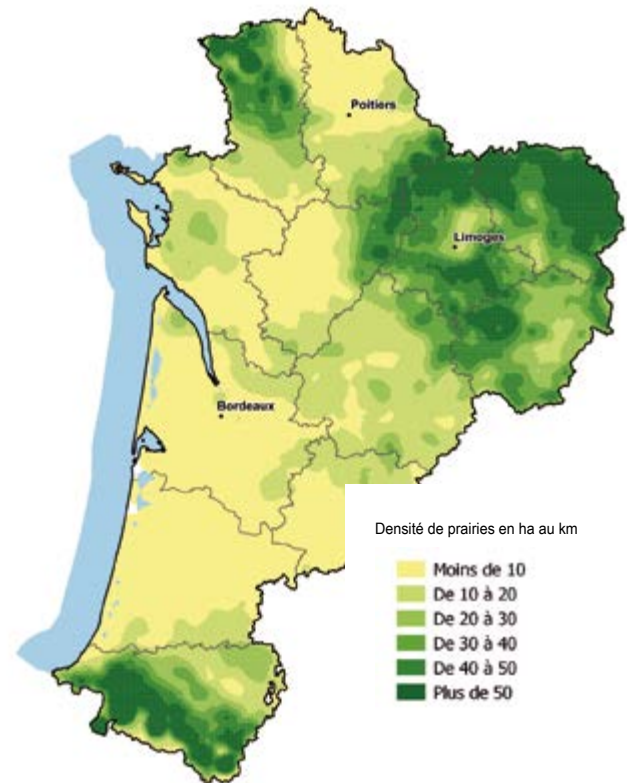 Poitiers
Limoges
Bordeaux
Densité de prairies en ha au km
Moins de 10
De 10 à 20
De 20 à 30
De 30 à 40
De 40 à 50
Plus de 50